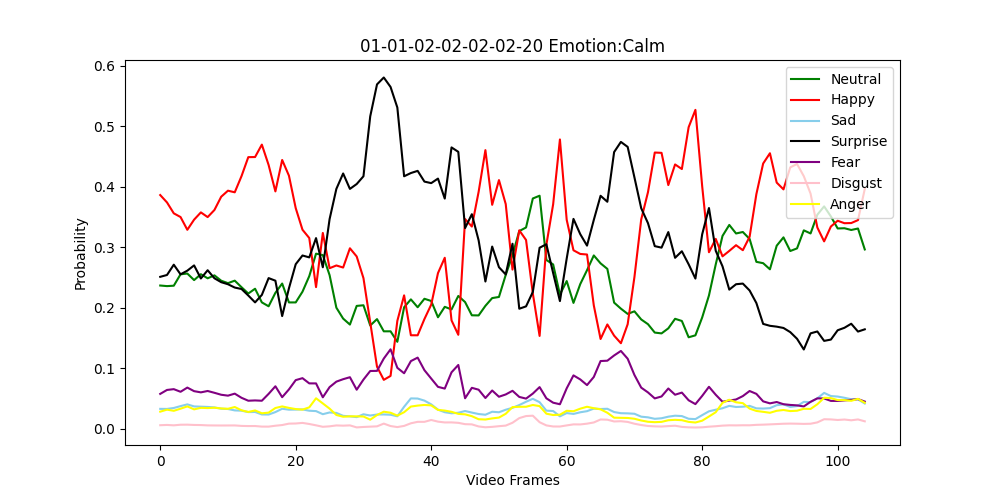 01-01-02-02-02-02-20 Emotion:Calm
Probability
0.6
0.5
0.4
0.3
0.2
0.1
0.0
0 20 40 60 80 100
Video Frames
Neutral
Happy
Sad
Surprise
Fear
Disgust
Anger